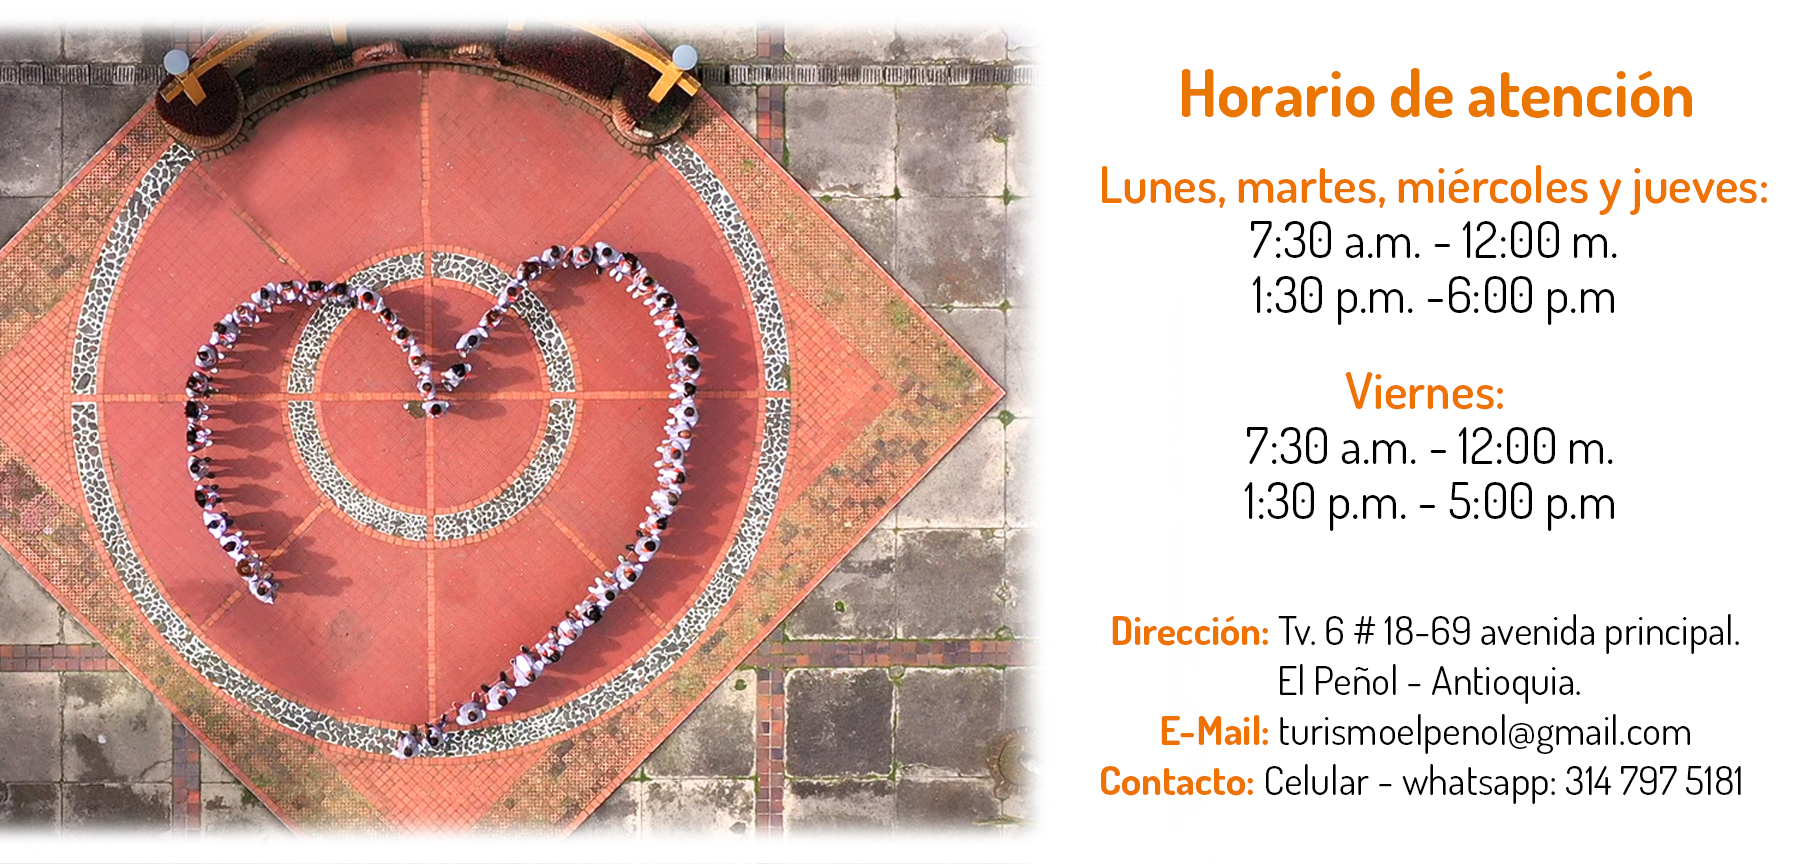 Horario de atención
Lunes, martes, miércoles y jueves:
7:30 a.m. - 12:00 m.
1:30 p.m. -6:00 p.m
Viernes:
7:30 a.m. - 12:00 m.
1:30 p.m. - 5:00 p.m
Dirección: Tv. 6 # 18-69 avenida principal.
El Peñol - Antioquia.
E-Mail: turismoelpenol@gmail.com
Contacto: Celular - whatsapp: 314 797 5181